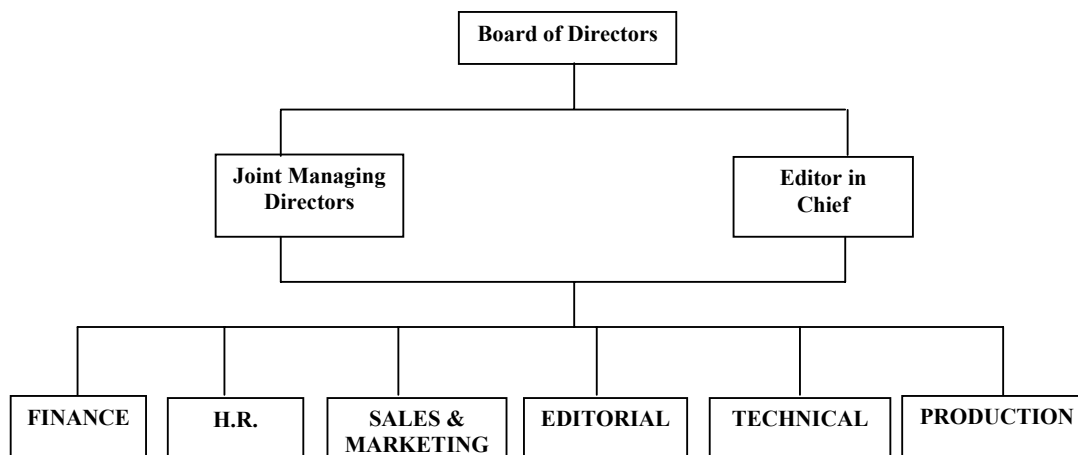 Board of Directors
Joint Managing
Directors
Editor in
Chief
FINANCE
H.R.
SALES &
MARKETING
EDITORIAL
TECHNICAL
PRODUCTION